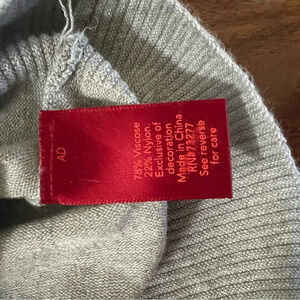 AD
78% Viscose
22% Nylon.
Exclusive of
decoration
Made in China
RN#73277
See reverse
for care